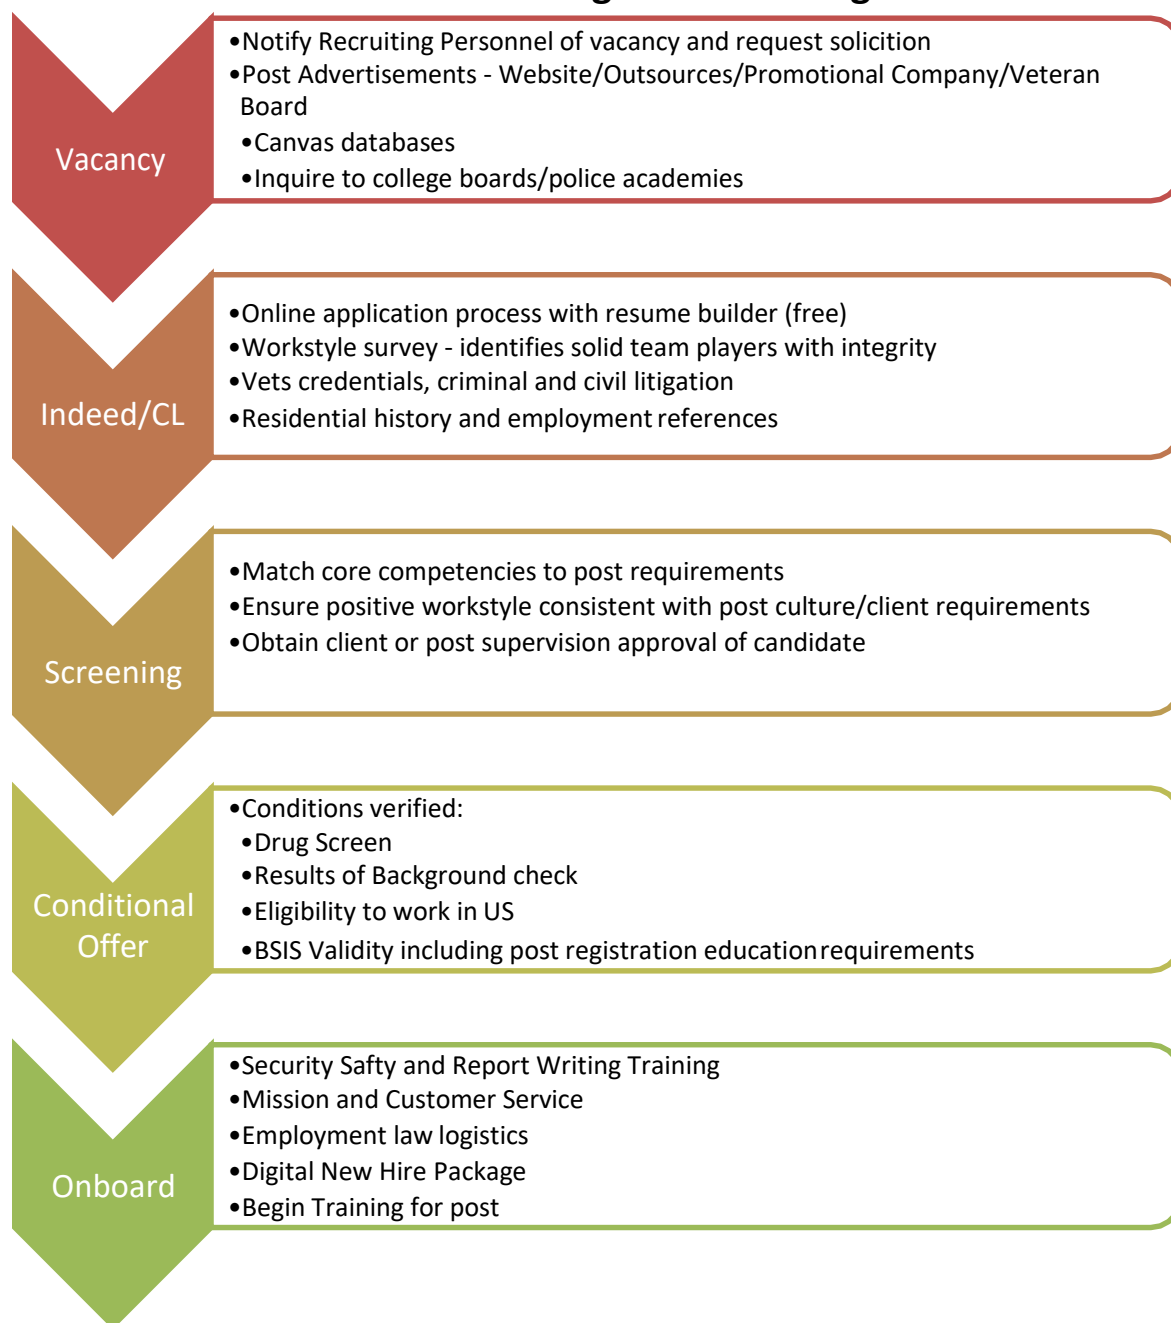 •Notify Recruiting Personnel of vacancy and request solicition
•Post Advertisements - Website/Outsources/Promotional Company/Veteran
Board
•Canvas databases
•Inquire to college boards/police academies
Vacancy
•Online application process with resume builder (free)
•Workstyle survey - identifies solid team players with integrity
•Vets credentials, criminal and civil litigation
•Residential history and employment references
Indeed/CL
•Match core competencies to post requirements
•Ensure positive workstyle consistent with post culture/client requirements
•Obtain client or post supervision approval of candidate
Screening
•Conditions verified:
•Drug Screen
•Results of Background check
•Eligibility to work in US
•BSIS Validity including post registration education requirements
Conditional
Offer
•Security Safty and Report Writing Training
•Mission and Customer Service
•Employment law logistics
•Digital New Hire Package
•Begin Training for post
Onboard